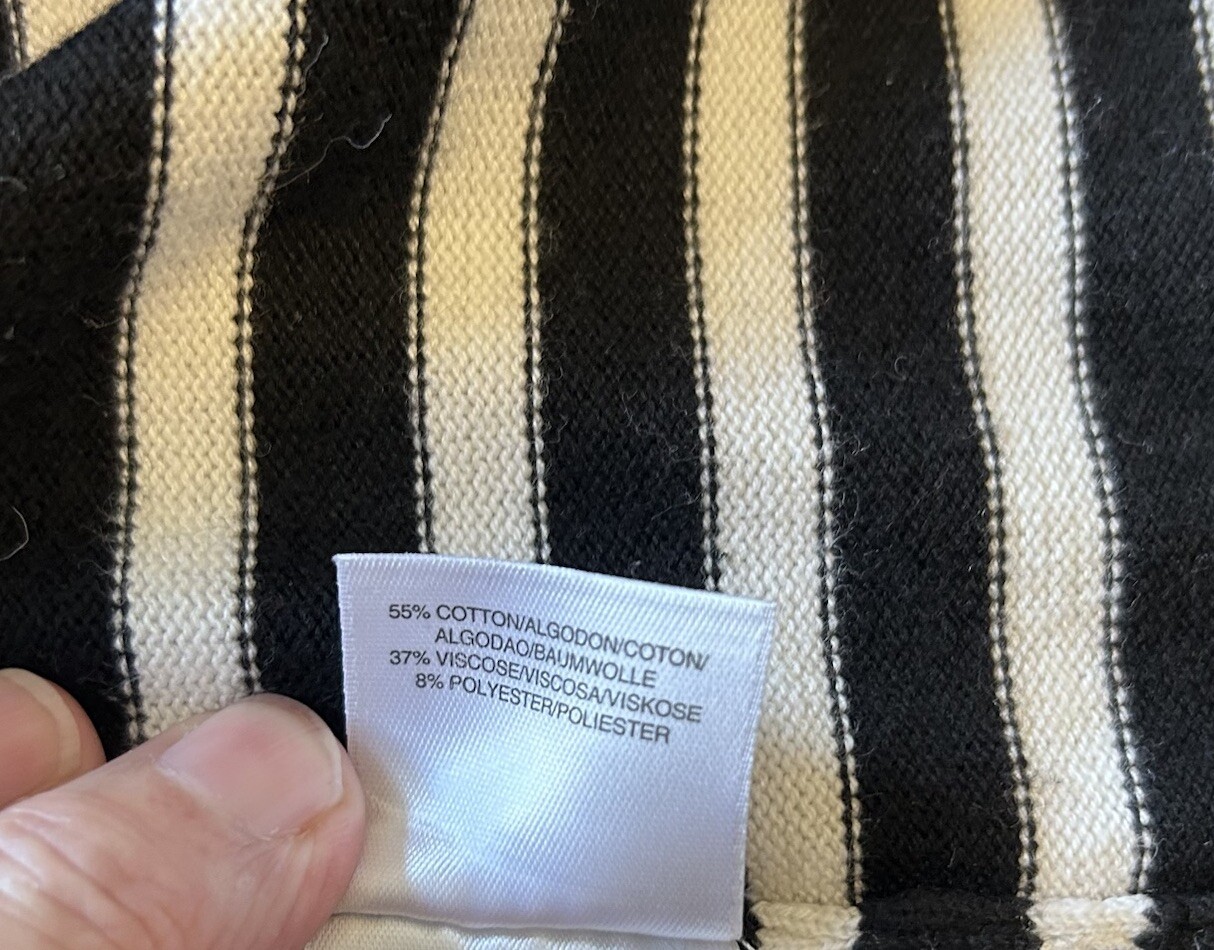 55% COTTON/ALGODON/COTON/
ALGODAO/BAUMWOLLE
37% VISCOSE/VISCOSA/VISKOSE
8% POLYESTER/POLIESTER